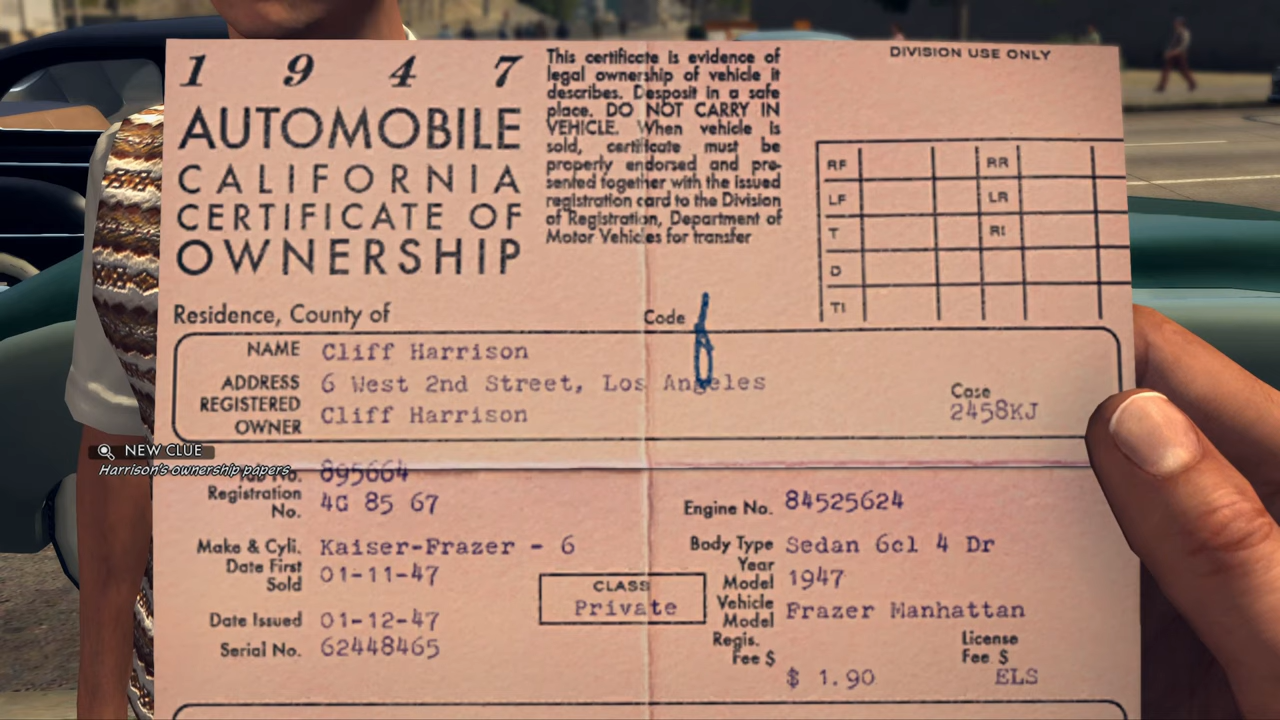 1 9 4 7
AUTOMOBILE
CALIFORNIA
CERTIFICATE OF
OWNERSHIP
This certificate is evidence of
legal ownership of vehicle it
describes. Desposit in a safe
place. DO NOT CARRY IN
VEHICLE. When vehicle is
sold, certificate must be
properly endorsed and pre-
sented together with the issued
registration card to the Division
of Registration, Department of
Motor Vehicles for transfer
DIVISION USE ONLY
RF RR
LF LR
T RI
D
TI
Residence, County of
Code 6
NAME Cliff Harrison
ADDRESS 6 West 2nd Street, Los Angeles
REGISTERED OWNER Cliff Harrison
Case
2458KJ
NEW CLUE
Harrison's ownership papers
No. 895664
Registration No. 4G 85 67
Engine No. 84525624
Make & Cyli. Kaiser-Frazer - 6
Body Type Sedan 6cl 4 Dr
Date First Sold 01-11-47
Year Model 1947
CLASS
Private
Date Issued 01-12-47
Vehicle Model Frazer Manhattan
Serial No. 62448465
Regis. Fee $
$ 1.90
License Fee $
ELS